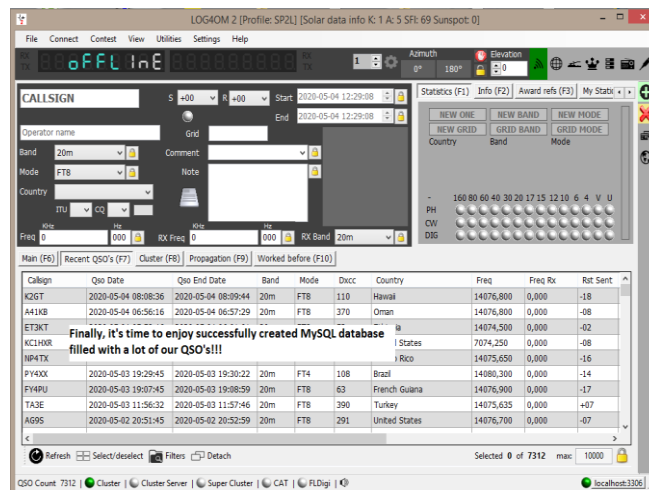 LOG4OM 2 [Profile: SP2L] [Solar data info K: 1 A: 5 SFI: 69 Sunspot: 0]
File Connect Contest View Utilities Settings Help
RX TX OFFLInE RX TX 1 Azimuth 0° 180° Elevation 0
CALLSIGN S +00 R +00 Start 2020-05-04 12:29:08
End 2020-05-04 12:29:08
Operator name Grid
Band 20m Comment
Mode FT8 Note
Country
ITU CQ
KHz Hz KHz Hz
Freq 0 000 RX Freq 0 000 RX Band 20m
Statistics (F1) Info (F2) Award refs (F3) My Static
NEW ONE NEW BAND NEW MODE
NEW GRID GRID BAND GRID MODE
Country Band Mode
- 160 80 60 40 30 20 17 15 12 10 6 4 V U
PH
CW
DIG
Main (F6) Recent QSO's (F7) Cluster (F8) Propagation (F9) Worked before (F10)
Callsign Qso Date Qso End Date Band Mode Dxcc Country Freq Freq Rx Rst Sent
K2GT 2020-05-04 08:08:36 2020-05-04 08:09:44 20m FT8 110 Hawaii 14076,800 0,000 -18
A41KB 2020-05-04 06:56:16 2020-05-04 06:57:29 20m FT8 370 Oman 14076,800 0,000 -08
ET3KT 14074,500 0,000 -02
KC1HXR States 7074,250 0,000 -08
NP4TX Rico 14075,650 0,000 -16
Finally, it's time to enjoy successfully created MySQL database
filled with a lot of our QSO's!!!
PY4XX 2020-05-03 19:29:45 2020-05-03 19:30:22 20m FT4 108 Brazil 14080,300 0,000 -14
FY4PU 2020-05-03 19:07:45 2020-05-03 19:08:59 20m FT8 63 French Guiana 14076,900 0,000 -17
TA3E 2020-05-03 11:56:32 2020-05-03 11:57:46 20m FT8 390 Turkey 14075,635 0,000 +07
AG9S 2020-05-02 20:51:45 2020-05-02 20:52:59 20m FT8 291 United States 14076,700 0,000 -07
Refresh Select/deselect Filters Detach Selected 0 of 7312 max: 10000
QSO Count 7312 | Cluster | Cluster Server | Super Cluster | CAT | FLDigi | localhost:3306